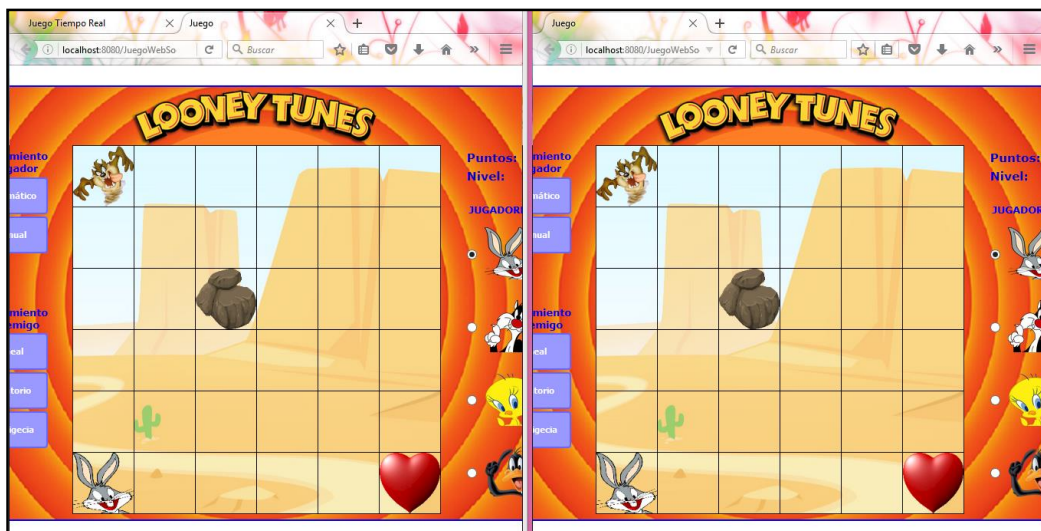 Juego Tiempo Real
Juego
localhost:8080/JuegoWebSo
Buscar
LOONEY TUNES
miento
gador
mático
nual
miento
emigo
eal
torio
igecia
Puntos:
Nivel:
JUGADOR
Juego
localhost:8080/JuegoWebSo
Buscar
LOONEY TUNES
miento
gador
mático
nual
miento
emigo
eal
torio
igecia
Puntos:
Nivel:
JUGADOR